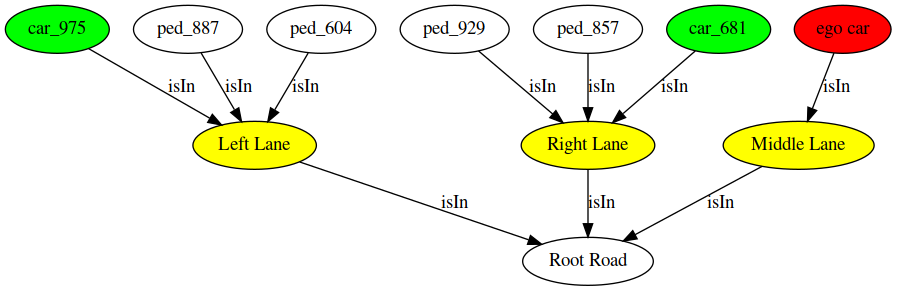 car_975
ped_887
ped_604
ped_929
ped_857
car_681
ego car
isIn
isIn
isIn
isIn
isIn
isIn
isIn
Left Lane
Right Lane
Middle Lane
isIn
isIn
isIn
Root Road